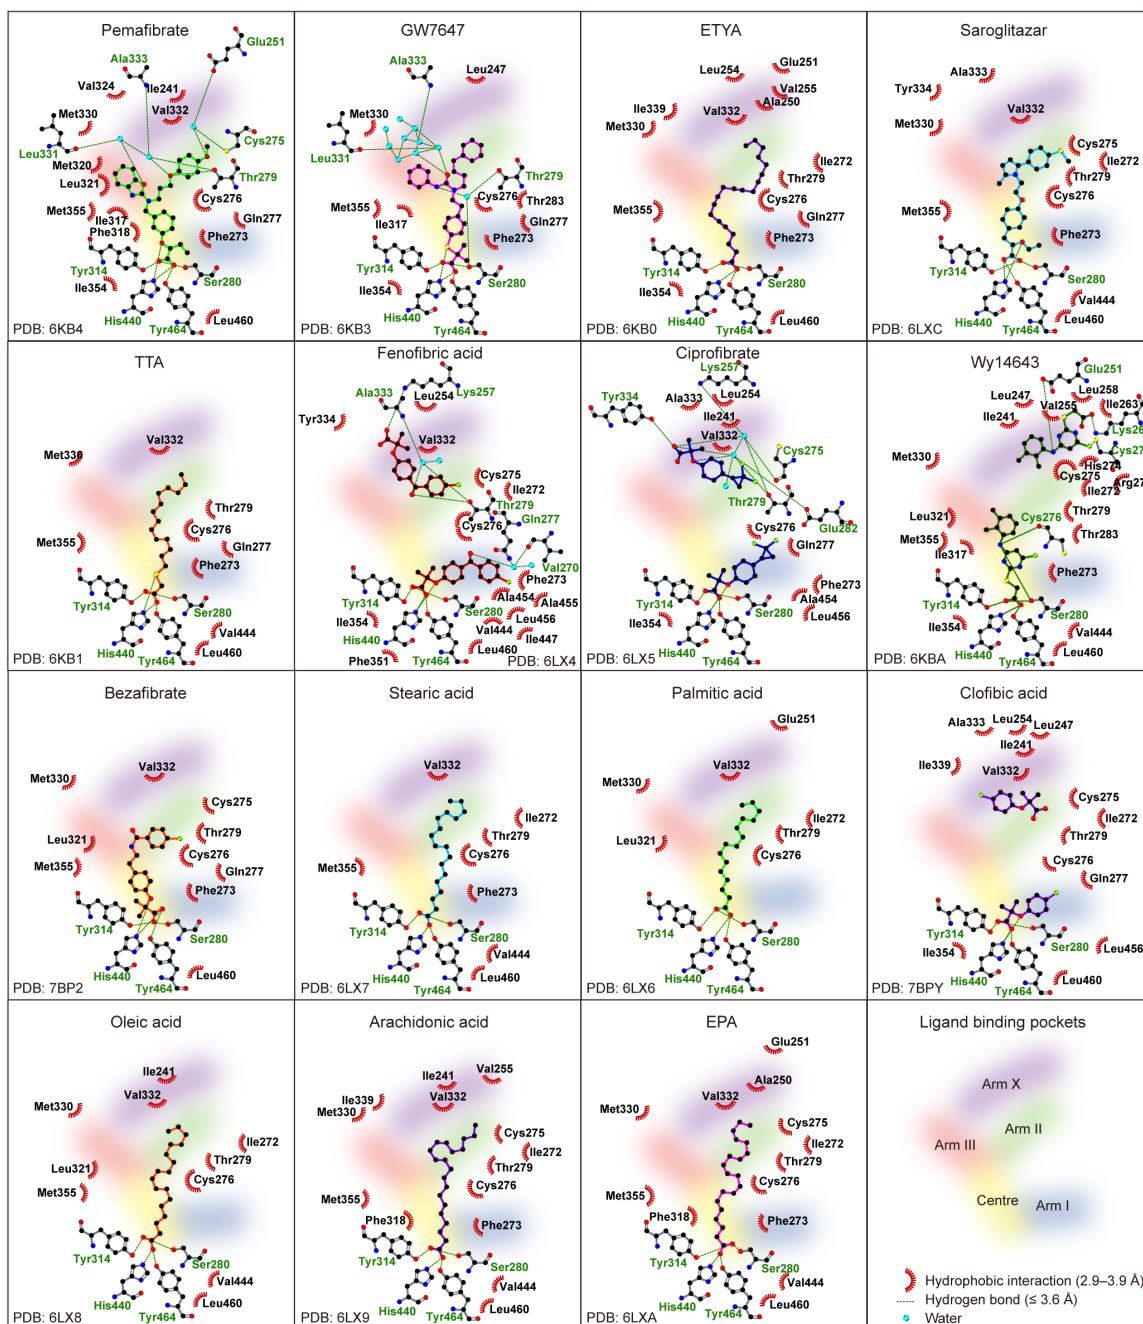 Pemafibrate
Glu251
Ala333
Val324
Ile241
Val332
Met330
Cys275
Leu331
Met320
Thr279
Leu321
Cys276
Met355
Ile317
Gln277
Phe318
Phe273
Tyr314
Ser280
Ile354
Leu460
His440
Tyr464
PDB: 6KB4
GW7647
Ala333
Leu247
Met330
Leu331
Thr279
Cys276
Thr283
Met355
Gln277
Ile317
Phe273
Tyr314
Ser280
Ile354
His440
Tyr464
PDB: 6KB3
ETYA
Glu251
Leu254
Val255
Ala250
Ile339
Val332
Met330
Ile272
Thr279
Cys276
Met355
Gln277
Phe273
Tyr314
Ser280
Ile354
Leu460
His440
Tyr464
PDB: 6KB0
Saroglitazar
Ala333
Tyr334
Val332
Met330
Cys275
Ile272
Thr279
Cys276
Met355
Phe273
Tyr314
Ser280
Val444
Leu460
His440
Tyr464
PDB: 6LXC
TTA
Val332
Met330
Thr279
Cys276
Met355
Gln277
Phe273
Tyr314
Ser280
Val444
Leu460
His440
Tyr464
PDB: 6KB1
Fenofibric acid
Ala333
Lys257
Leu254
Tyr334
Val332
Cys275
Ile272
Thr279
Gln277
Cys276
Val270
Phe273
Ala454
Ala455
Tyr314
Ser280
Leu456
Ile354
Val444
Ile447
His440
Leu460
Phe351
Tyr464
PDB: 6LX4
Ciprofibrate
Lys257
Leu254
Tyr334
Ala333
Ile241
Val332
Cys275
Thr279
Glu282
Cys276
Gln277
Phe273
Ala454
Tyr314
Ser280
Leu456
Ile354
His440
Tyr464
PDB: 6LX5
Wy14643
Glu251
Leu258
Leu247
Val255
Ile263
Ile241
Met330
His274
Cys275
Ile272
Leu321
Cys276
Thr279
Met355
Thr283
Ile317
Phe273
Tyr314
Ser280
Ile354
Val444
Leu460
His440
Tyr464
PDB: 6KBA
Bezafibrate
Val332
Met330
Cys275
Thr279
Leu321
Cys276
Met355
Gln277
Phe273
Tyr314
Ser280
Leu460
His440
Tyr464
PDB: 7BP2
Stearic acid
Val332
Ile272
Thr279
Cys276
Met355
Phe273
Tyr314
Ser280
Val444
Leu460
His440
Tyr464
PDB: 6LX7
Palmitic acid
Glu251
Val332
Met330
Ile272
Thr279
Leu321
Cys276
Tyr314
Ser280
His440
Tyr464
PDB: 6LX6
Clofibic acid
Ala333
Leu254
Leu247
Ile241
Ile339
Val332
Cys275
Ile272
Thr279
Cys276
Gln277
Tyr314
Ser280
Leu456
Ile354
Leu460
His440
Tyr464
PDB: 7BPY
Oleic acid
Ile241
Val332
Met330
Ile272
Thr279
Leu321
Cys276
Met355
Tyr314
Ser280
Val444
Leu460
His440
Tyr464
PDB: 6LX8
Arachidonic acid
Val255
Ile241
Ile339
Val332
Met330
Cys275
Ile272
Thr279
Cys276
Met355
Phe318
Phe273
Tyr314
Ser280
Val444
Leu460
His440
Tyr464
PDB: 6LX9
EPA
Glu251
Ala250
Val332
Met330
Cys275
Ile272
Thr279
Cys276
Met355
Phe318
Phe273
Tyr314
Ser280
Val444
Leu460
His440
Tyr464
PDB: 6LXA
Ligand binding pockets
Arm X
Arm II
Arm III
Centre
Arm I
Hydrophobic interaction (2.9–3.9 Å)
Hydrogen bond (≤ 3.6 Å)
Water